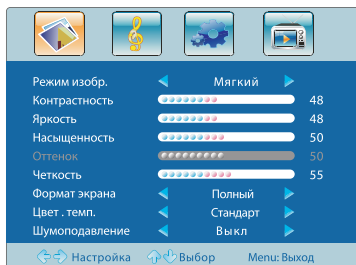 Режим изобр. Мягкий
Контрастность 48
Яркость 48
Насыщенность 50
Оттенок 50
Четкость 55
Формат экрана Полный
Цвет . темп. Стандарт
Шумоподавление Выкл
Настройка Выбор Menu: Выход